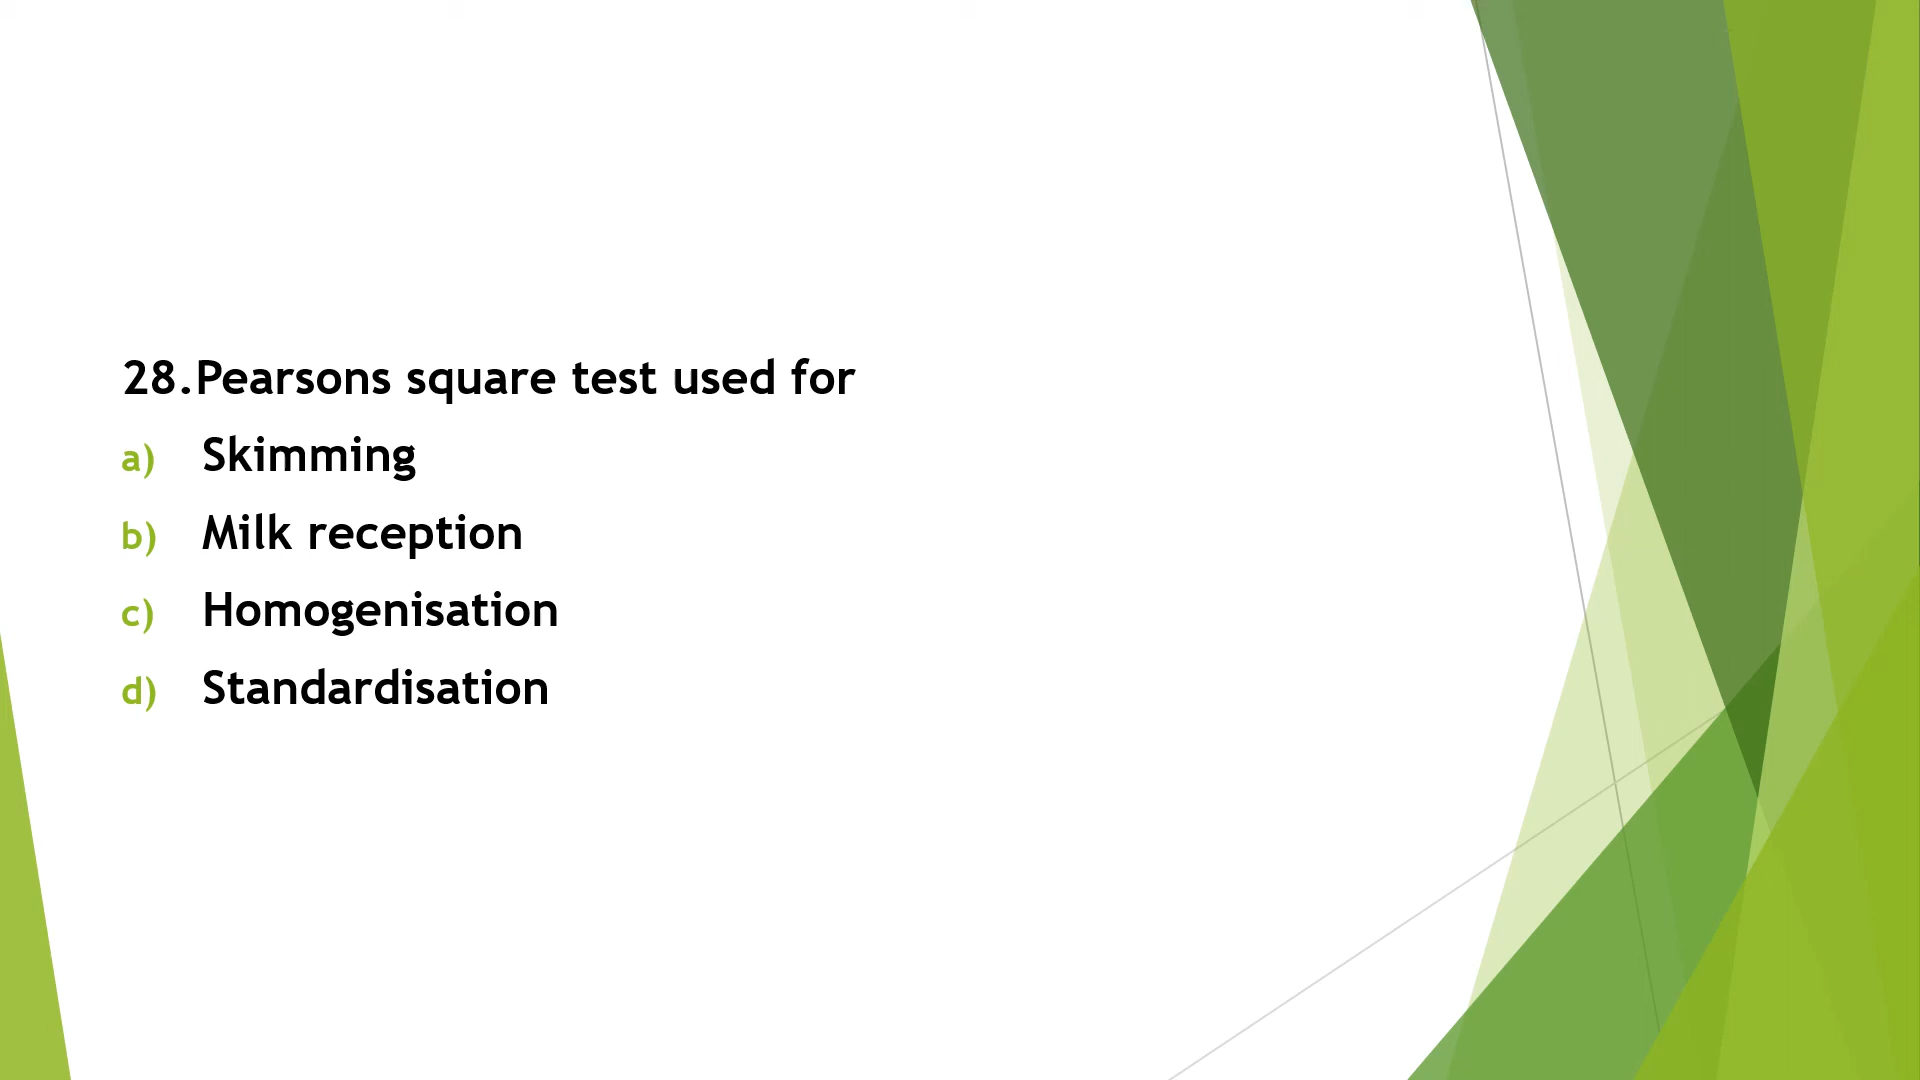 28.Pearsons square test used for
a) Skimming
b) Milk reception
c) Homogenisation
d) Standardisation